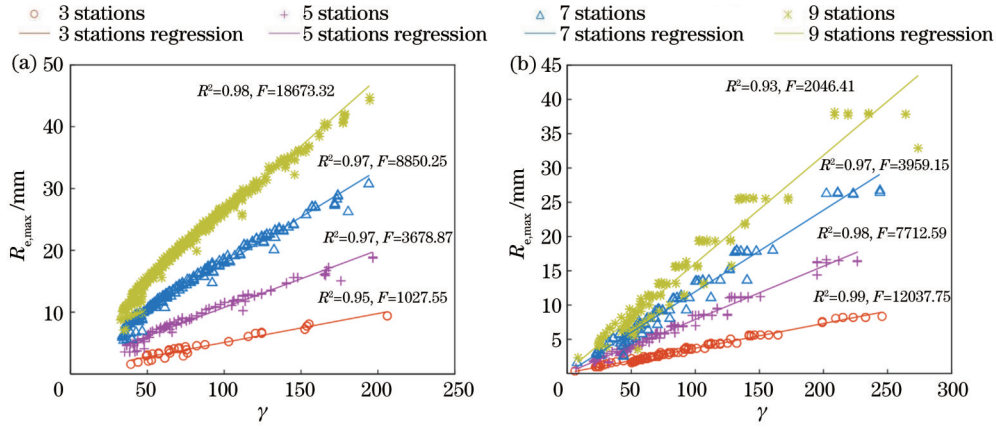 3 stations 5 stations 7 stations 9 stations
3 stations regression 5 stations regression 7 stations regression 9 stations regression
(a)
50
40
30
20
10
0
50 100 150 200 250
Re,max /mm
γ
R²=0.98, F=18673.32
R²=0.97, F=8850.25
R²=0.97, F=3678.87
R²=0.95, F=1027.55
(b)
45
40
35
30
25
20
15
10
5
0
50 100 150 200 250 300
Re,max /mm
γ
R²=0.93, F=2046.41
R²=0.97, F=3959.15
R²=0.98, F=7712.59
R²=0.99, F=12037.75